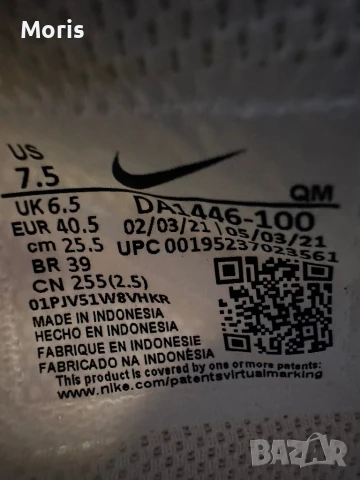 Moris
US
7.5
QM
UK 6.5
DA1446-100
EUR 40.5
02/03/21 05/03/21
cm 25.5
UPC 00195237023561
BR 39
CN 255(2.5)
01PJV51W8VHKR
MADE IN INDONESIA
HECHO EN INDONESIA
FABRIQUE EN INDONESIE
FABRICADO NA INDONÉSIA
This product is covered by one or more patents:
www.nike.com/patentsvirtualmarking
BAZAR